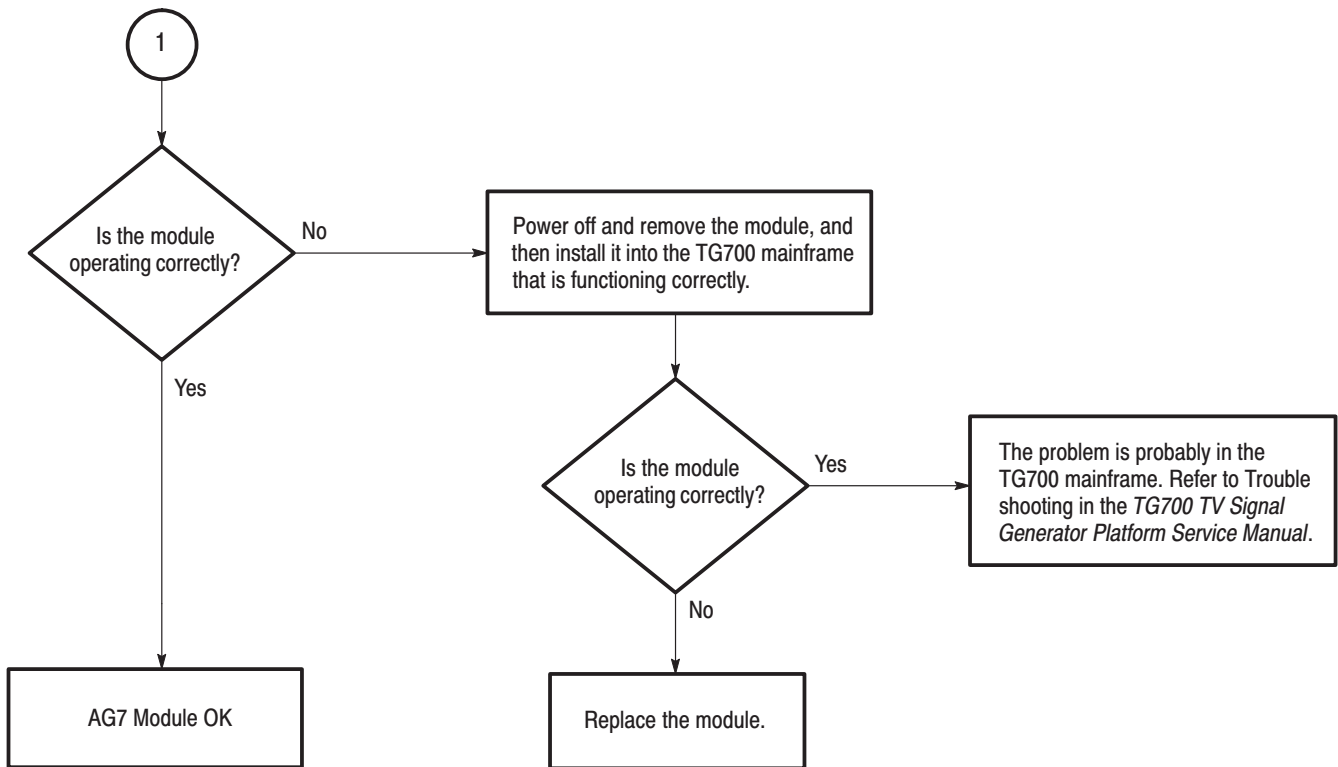 1
Is the module
operating correctly?
No
Yes
Power off and remove the module, and
then install it into the TG700 mainframe
that is functioning correctly.
Is the module
operating correctly?
Yes
No
The problem is probably in the
TG700 mainframe. Refer to Trouble
shooting in the TG700 TV Signal
Generator Platform Service Manual.
AG7 Module OK
Replace the module.